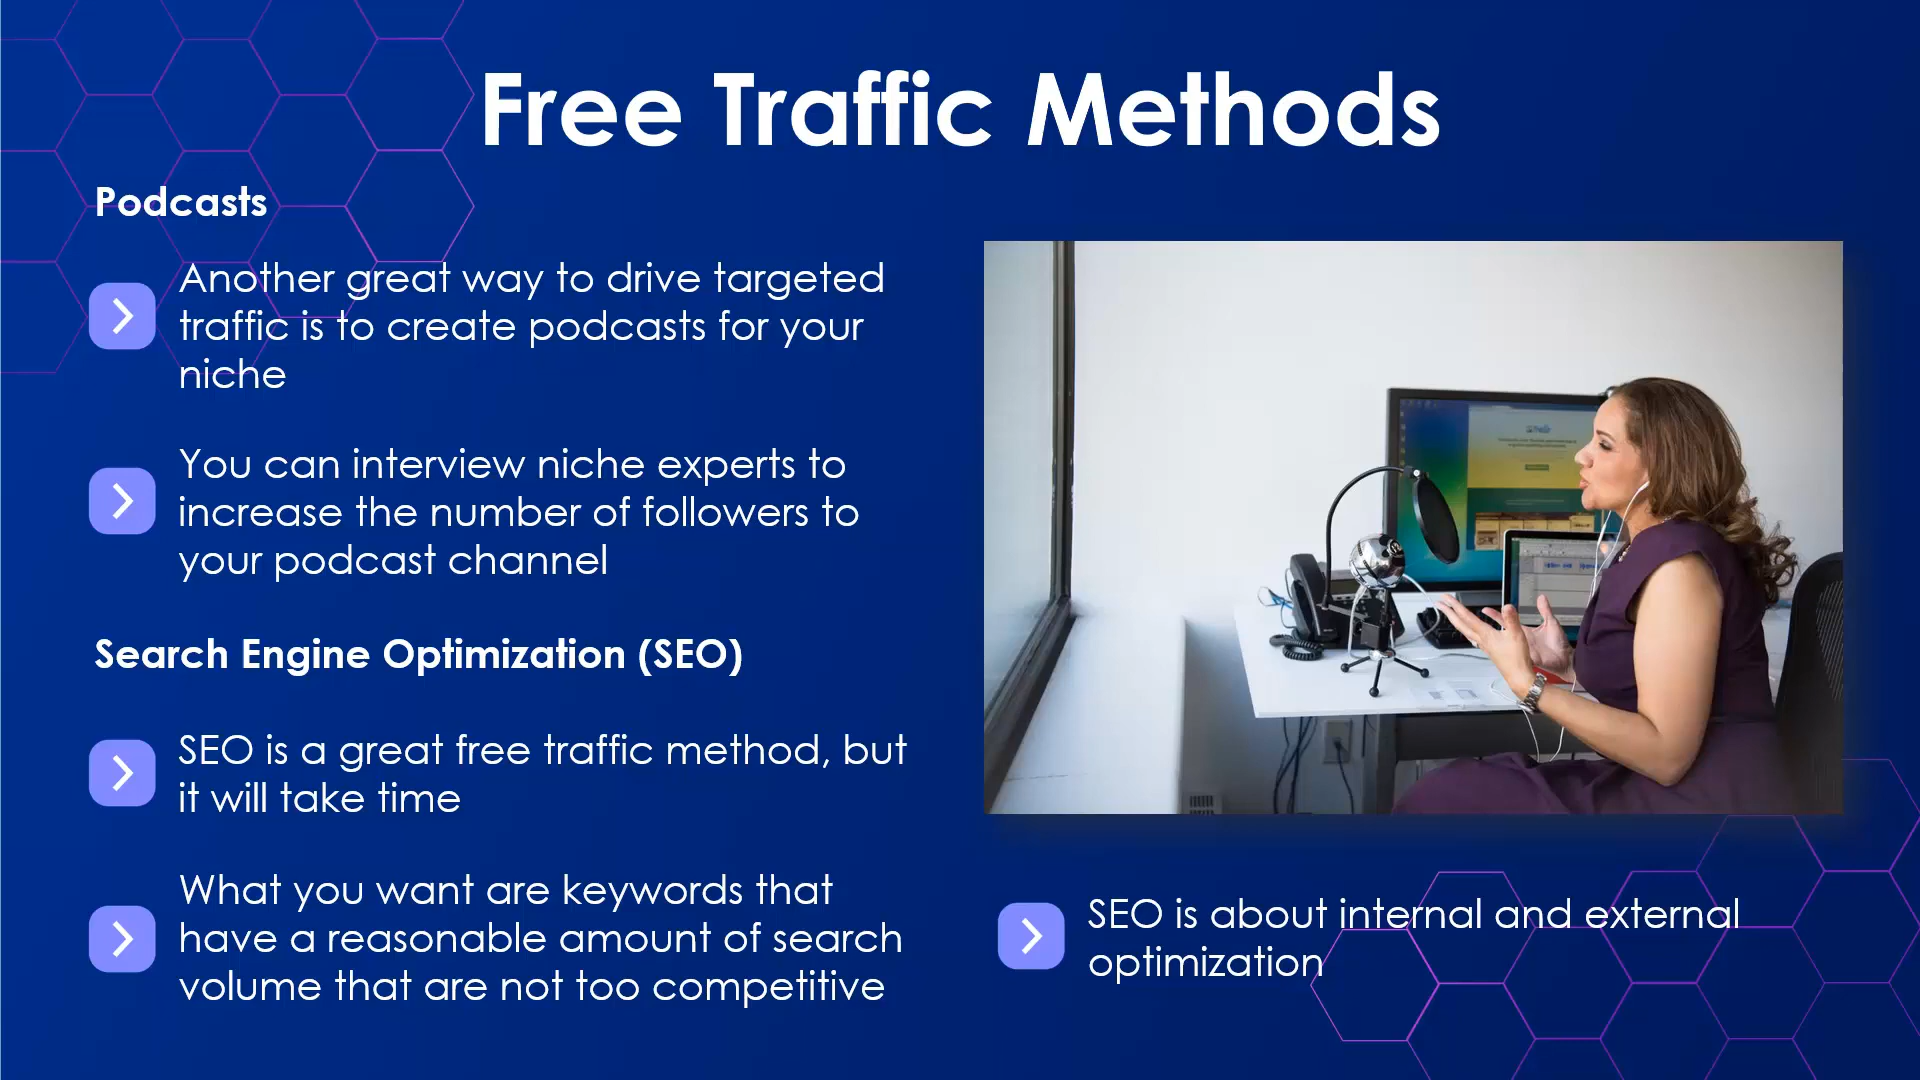 Free Traffic Methods
Podcasts
Another great way to drive targeted
traffic is to create podcasts for your
niche
You can interview niche experts to
increase the number of followers to
your podcast channel
Search Engine Optimization (SEO)
SEO is a great free traffic method, but
it will take time
What you want are keywords that
have a reasonable amount of search
volume that are not too competitive
SEO is about internal and external
optimization